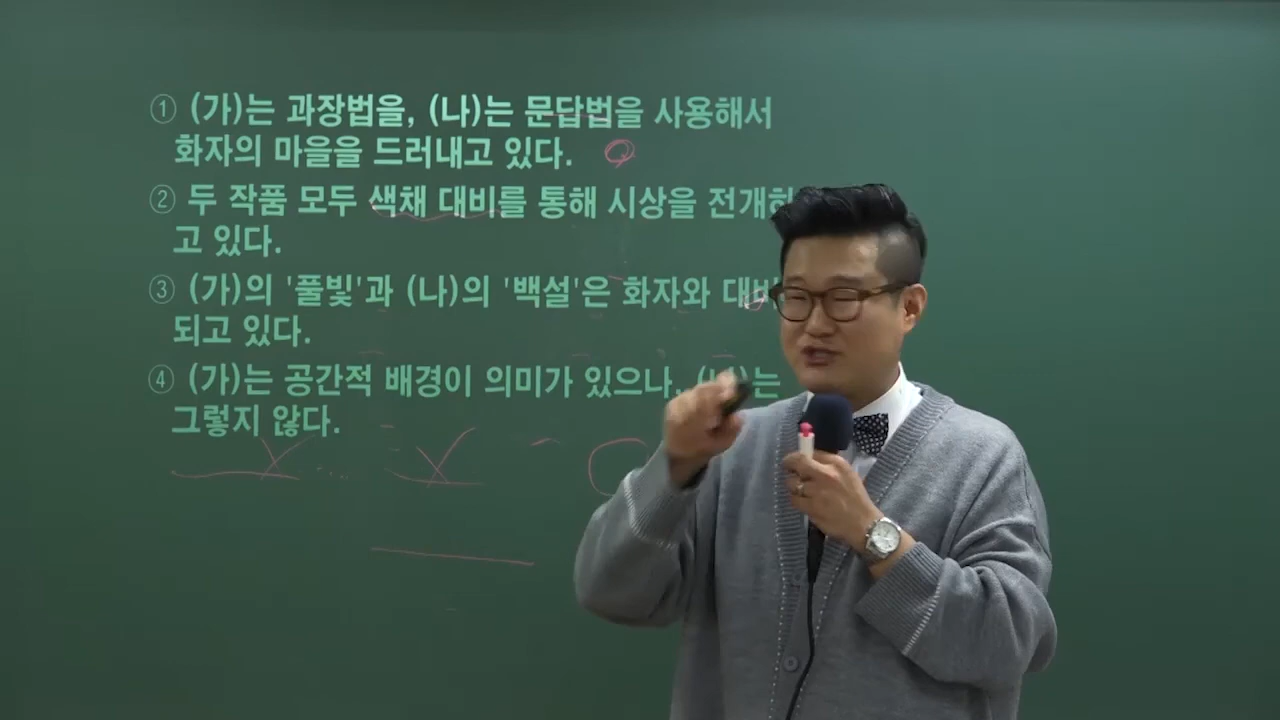 ① (가)는 과장법을, (나)는 문답법을 사용해서
화자의 마을을 드러내고 있다.
② 두 작품 모두 색채 대비를 통해 시상을 전개하
고 있다.
③ (가)의 '풀빛'과 (나)의 '백설'은 화자와 대비
되고 있다.
④ (가)는 공간적 배경이 의미가 있으나, (나)는
그렇지 않다.